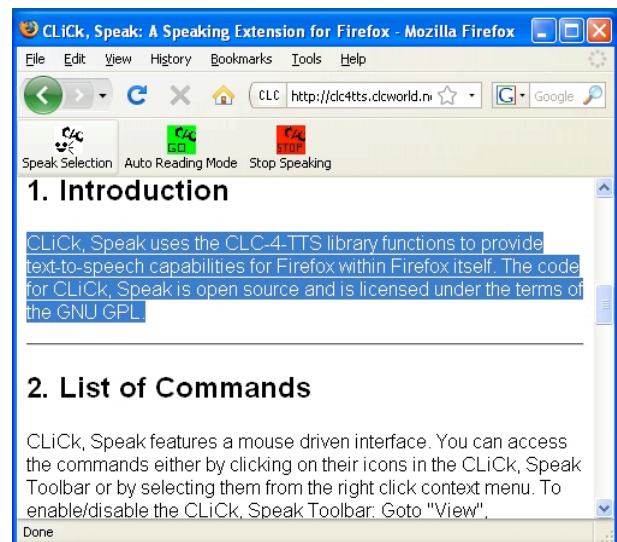 CLiCk, Speak: A Speaking Extension for Firefox - Mozilla Firefox
File Edit View History Bookmarks Tools Help
CLC http://clc4tts.clcworld.n Google
CLC CLC GO CLC STOP
Speak Selection Auto Reading Mode Stop Speaking
1. Introduction
CLiCk, Speak uses the CLC-4-TTS library functions to provide
text-to-speech capabilities for Firefox within Firefox itself. The code
for CLiCk, Speak is open source and is licensed under the terms of
the GNU GPL.
2. List of Commands
CLiCk, Speak features a mouse driven interface. You can access
the commands either by clicking on their icons in the CLiCk, Speak
Toolbar or by selecting them from the right click context menu. To
enable/disable the CLiCk, Speak Toolbar: Goto "View",
Done